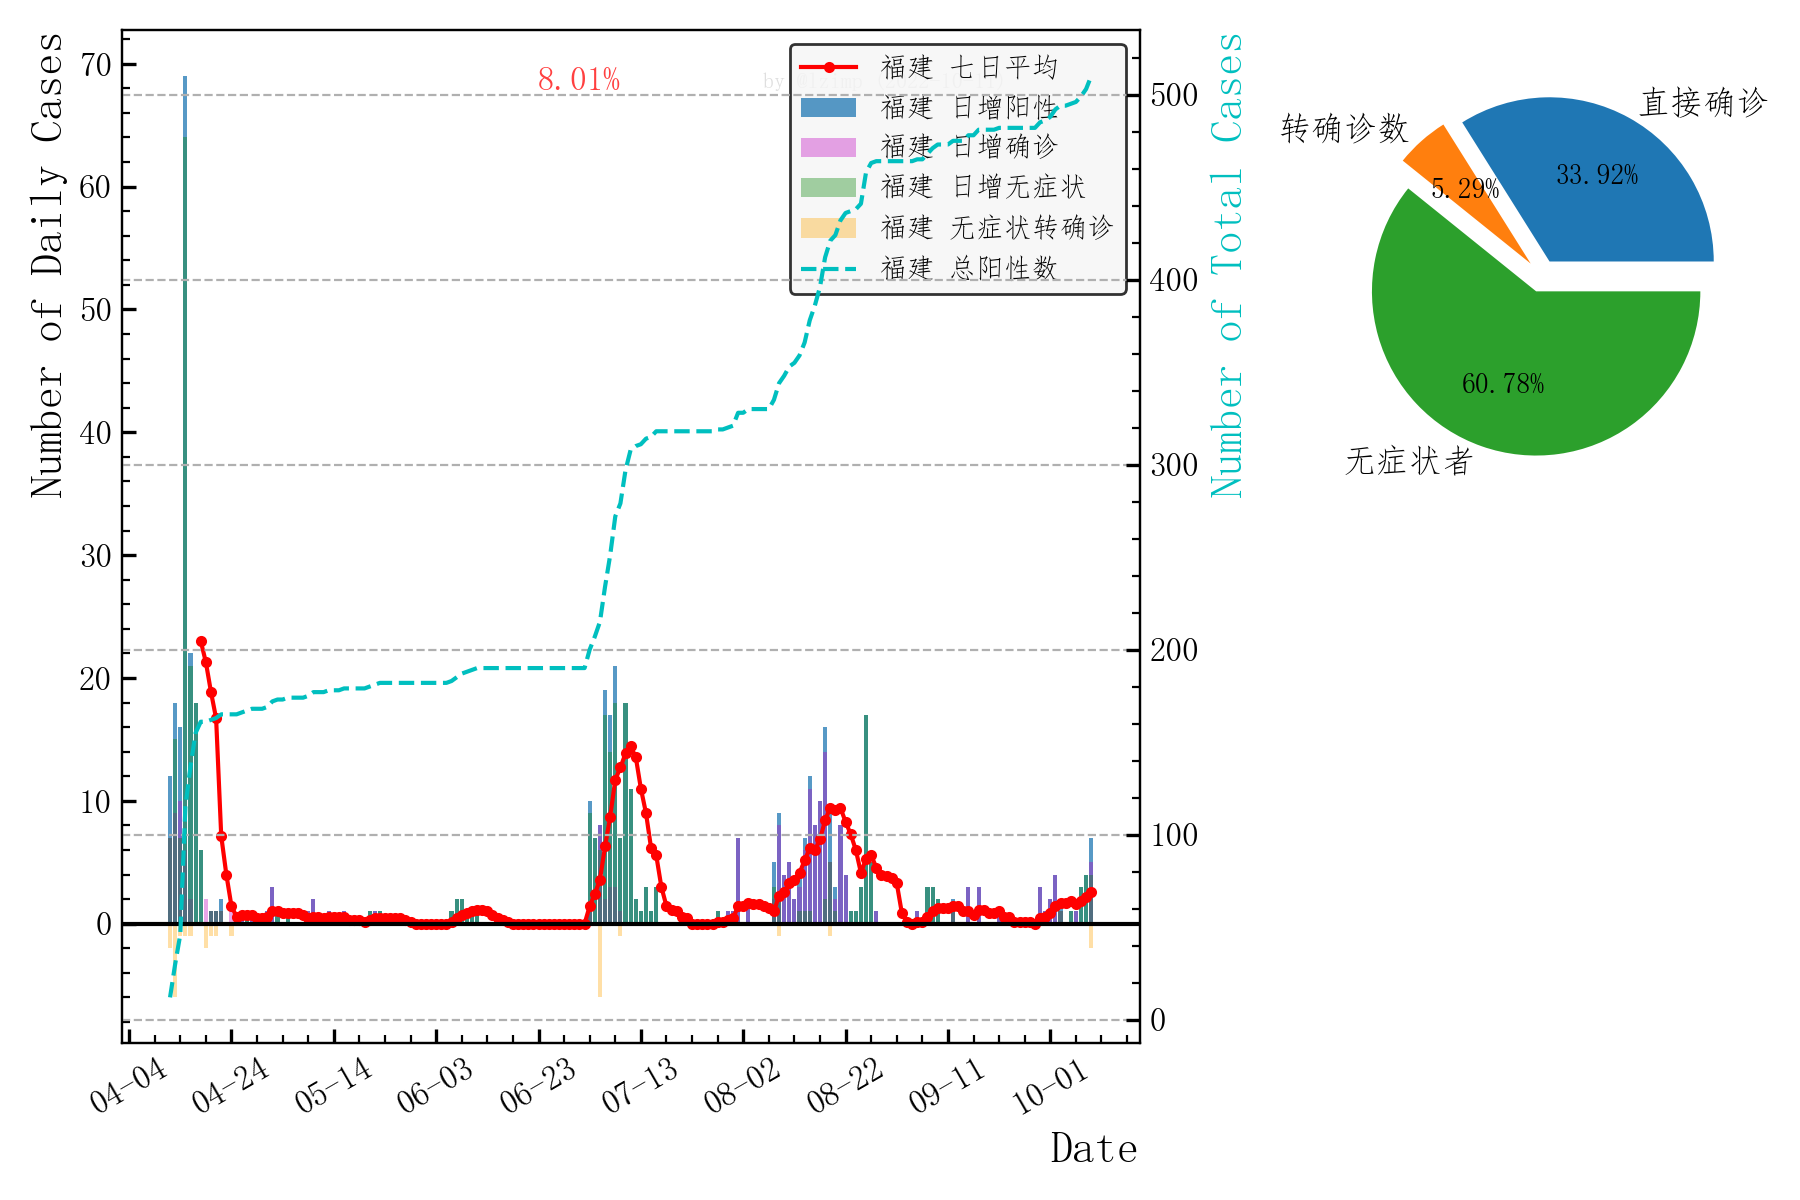 Number of Daily Cases
70
60
50
40
30
20
10
0
8.01%
by
福建 七日平均
福建 日增阳性
福建 日增确诊
福建 日增无症状
福建 无症状转确诊
福建 总阳性数
500
400
300
200
100
0
Number of Total Cases
04-04
04-24
05-14
06-03
06-23
07-13
08-02
08-22
09-11
10-01
Date
直接确诊
转确诊数
33.92%
5.29%
60.78%
无症状者